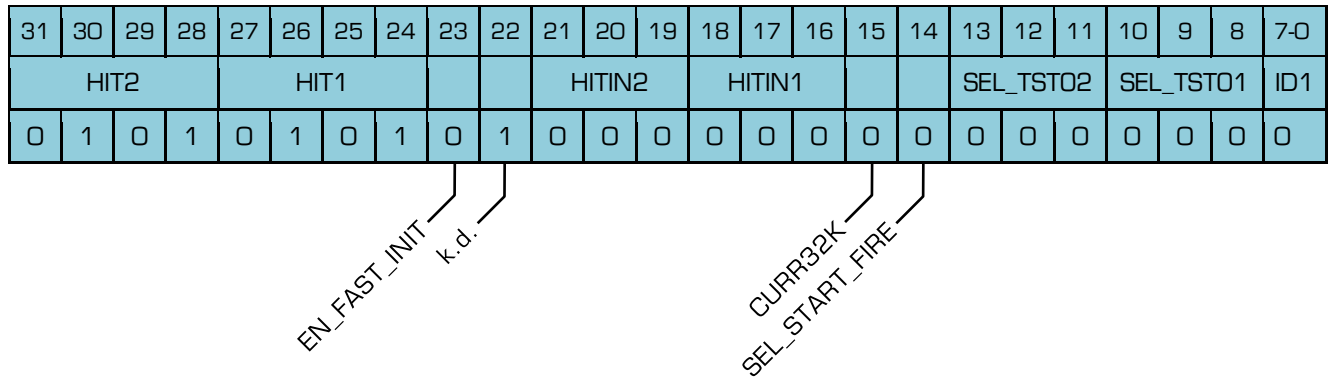 31 30 29 28 27 26 25 24 23 22 21 20 19 18 17 16 15 14 13 12 11 10 9 8 7-0
HIT2 HIT1 HITIN2 HITIN1 SEL_TSTO2 SEL_TSTO1 ID1
0 1 0 1 0 1 0 1 0 1 0 0 0 0 0 0 0 0 0 0 0 0 0 0 0
EN_FAST_INIT
k.d.
CURR32K
SEL_START_FIRE